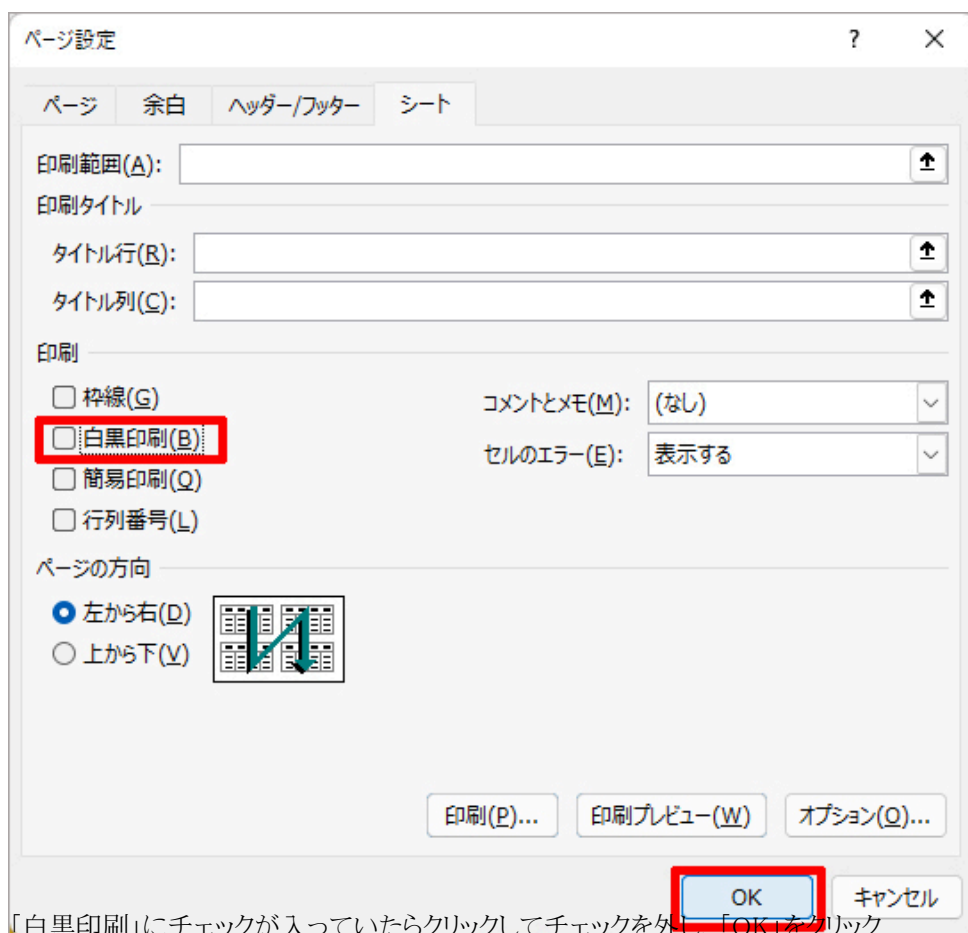 ページ設定 ? ×
ページ 余白 ヘッダー/フッター シート
印刷範囲(A):
印刷タイトル
タイトル行(R):
タイトル列(C):
印刷
枠線(G) コメントとメモ(M): (なし)
白黒印刷(B) セルのエラー(E): 表示する
簡易印刷(Q)
行列番号(L)
ページの方向
左から右(D)
上から下(V)
印刷(P)... 印刷プレビュー(W) オプション(O)...
OK キャンセル
「白黒印刷」にチェックが入っていたらクリックしてチェックを外し、「OK」をクリック